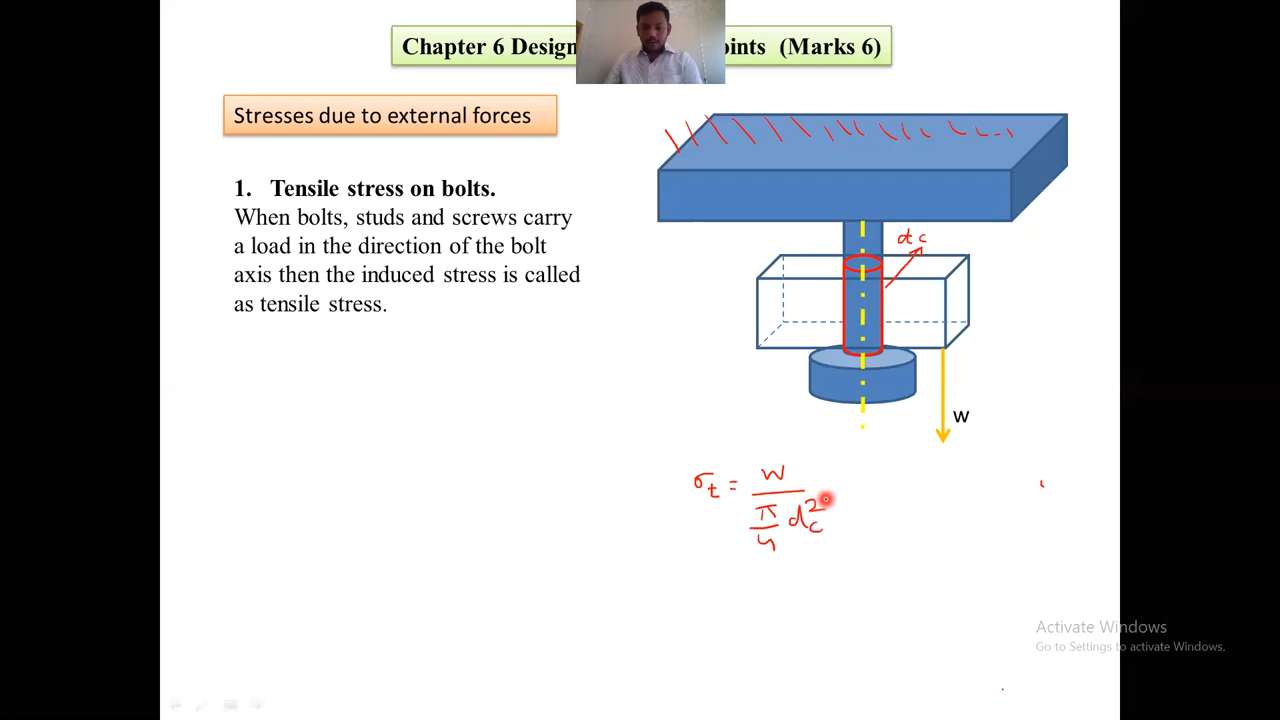 Chapter 6 Design
oints (Marks 6)
Stresses due to external forces
1. Tensile stress on bolts.
When bolts, studs and screws carry
a load in the direction of the bolt
axis then the induced stress is called
as tensile stress.
dc
W
σt = W
π/4 dc²
Activate Windows
Go to Settings to activate Windows.